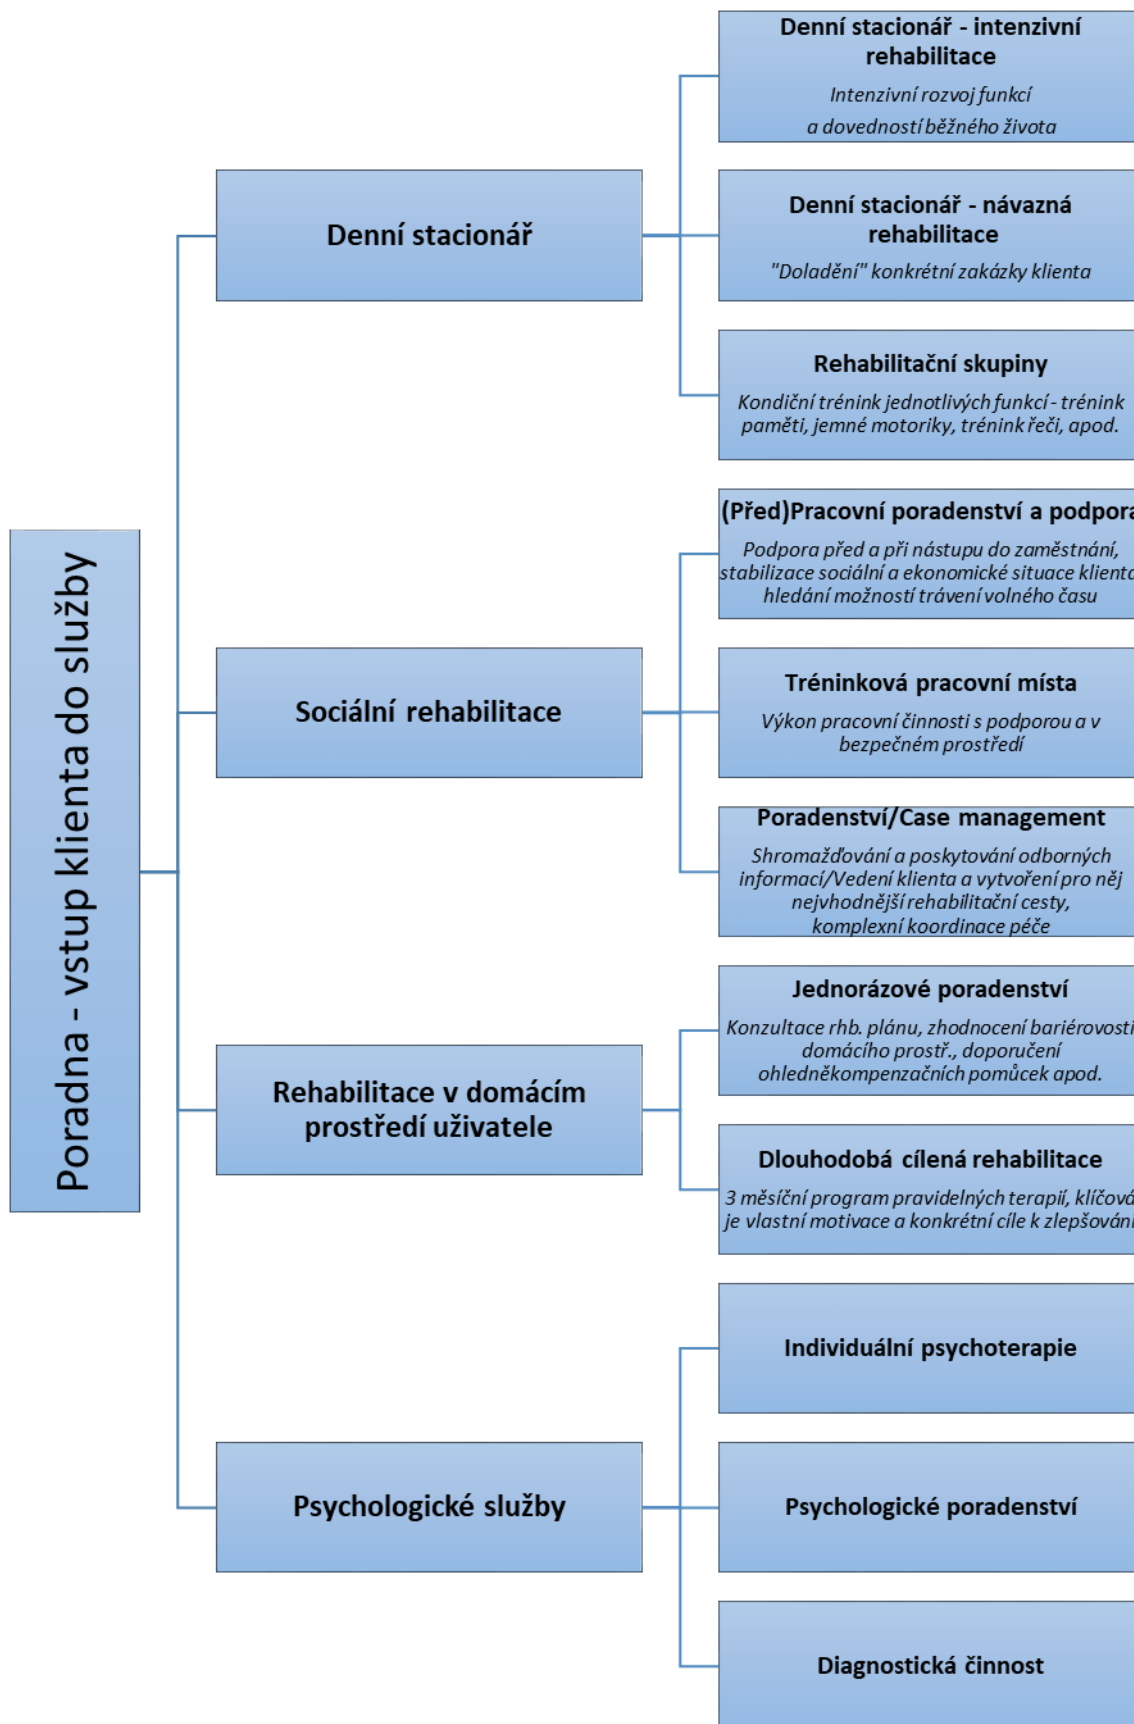 Poradna - vstup klienta do služby
Denní stacionář
Denní stacionář - intenzivní
rehabilitace
Intenzivní rozvoj funkcí
a dovedností běžného života
Denní stacionář - návazná
rehabilitace
"Doladění" konkrétní zakázky klienta
Rehabilitační skupiny
Kondiční trénink jednotlivých funkcí - trénink
paměti, jemné motoriky, trénink řeči, apod.
Sociální rehabilitace
(Před)Pracovní poradenství a podpora
Podpora před a při nástupu do zaměstnání,
stabilizace sociální a ekonomické situace klienta
hledání možností trávení volného času
Tréninková pracovní místa
Výkon pracovní činnosti s podporou a v
bezpečném prostředí
Poradenství/Case management
Shromažďování a poskytování odborných
informací/Vedení klienta a vytvoření pro něj
nejvhodnější rehabilitační cesty,
komplexní koordinace péče
Rehabilitace v domácím
prostředí uživatele
Jednorázové poradenství
Konzultace rhb. plánu, zhodnocení bariérovosti
domácího prostř., doporučení
ohledněkompenzačních pomůcek apod.
Dlouhodobá cílená rehabilitace
3 měsíční program pravidelných terapií, klíčová
je vlastní motivace a konkrétní cíle k zlepšování
Psychologické služby
Individuální psychoterapie
Psychologické poradenství
Diagnostická činnost